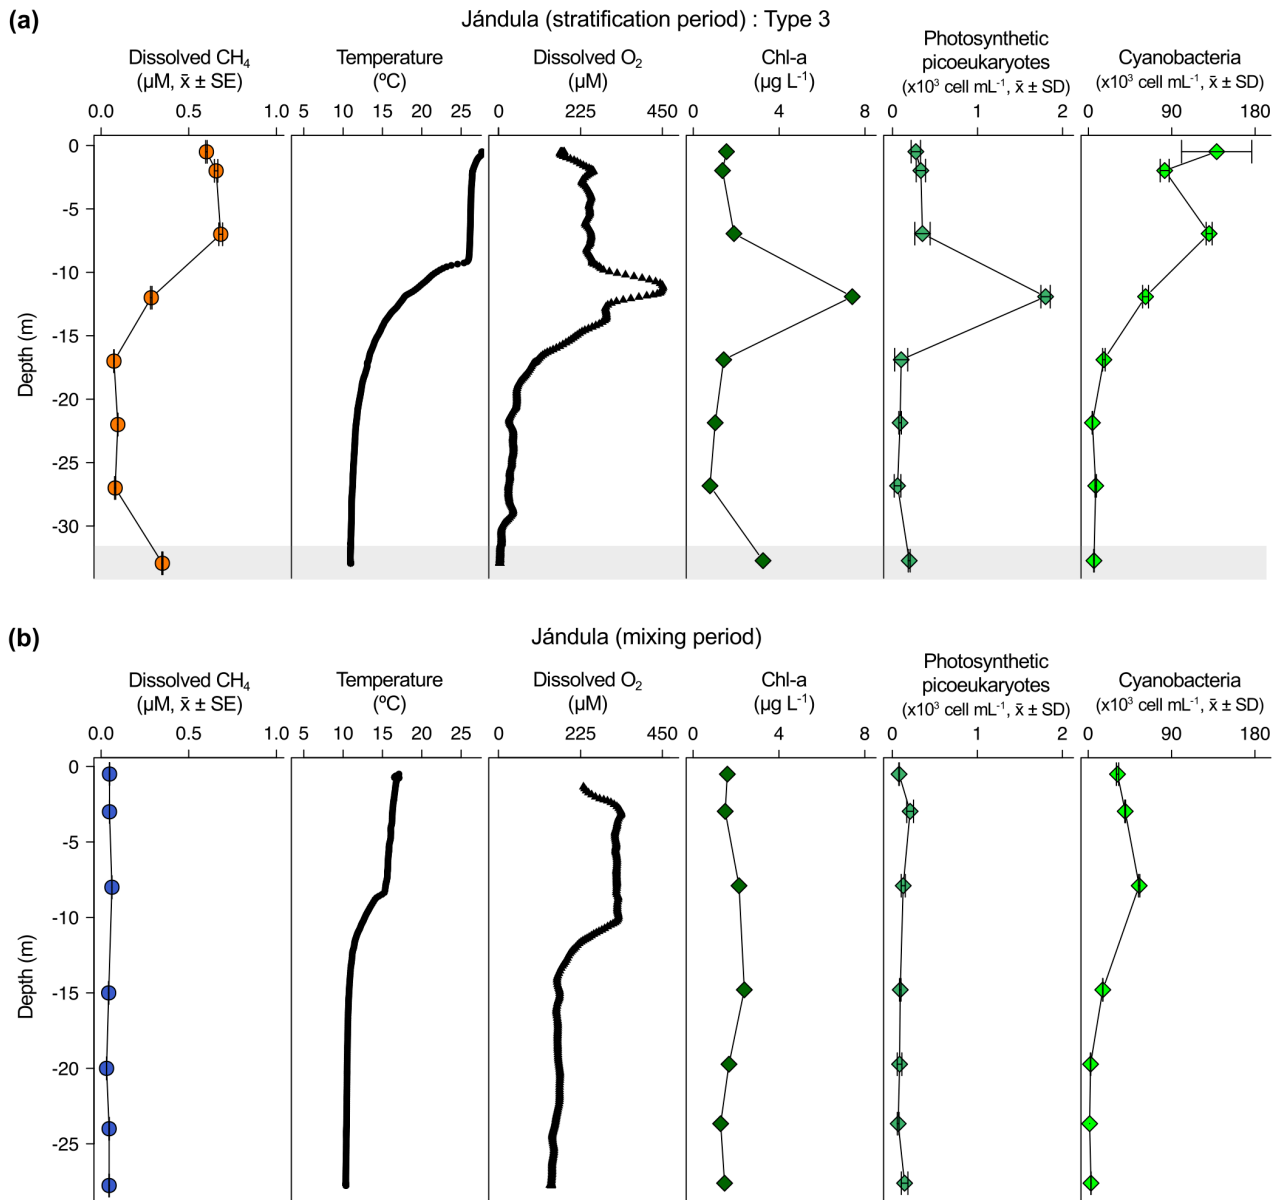 (a)
Jándula (stratification period) : Type 3
Dissolved CH₄
(µM, x̄ ± SE)
Temperature
(ºC)
Dissolved O₂
(µM)
Chl-a
(µg L⁻¹)
Photosynthetic
picoeukaryotes
(x10³ cell mL⁻¹, x̄ ± SD)
Cyanobacteria
(x10³ cell mL⁻¹, x̄ ± SD)
0.0 0.5 1.0 5 10 15 20 25 0 225 450 0 4 8 0 1 2 0 90 180
0
-5
-10
-15
-20
-25
-30
Depth (m)
(b)
Jándula (mixing period)
Dissolved CH₄
(µM, x̄ ± SE)
Temperature
(ºC)
Dissolved O₂
(µM)
Chl-a
(µg L⁻¹)
Photosynthetic
picoeukaryotes
(x10³ cell mL⁻¹, x̄ ± SD)
Cyanobacteria
(x10³ cell mL⁻¹, x̄ ± SD)
0.0 0.5 1.0 5 10 15 20 25 0 225 450 0 4 8 0 1 2 0 90 180
0
-5
-10
-15
-20
-25
Depth (m)